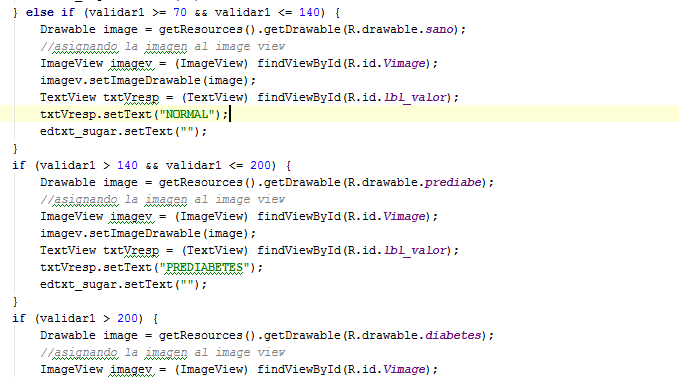 } else if (validar1 >= 70 && validar1 <= 140) {
Drawable image = getResources().getDrawable(R.drawable.sano);
//asignando la imagen al image view
ImageView imagev = (ImageView) findViewById(R.id.Vimage);
imagev.setImageDrawable(image);
TextView txtVresp = (TextView) findViewById(R.id.lbl_valor);
txtVresp.setText("NORMAL");
edtxt_sugar.setText("");
}
if (validar1 > 140 && validar1 <= 200) {
Drawable image = getResources().getDrawable(R.drawable.prediabe);
//asignando la imagen al image view
ImageView imagev = (ImageView) findViewById(R.id.Vimage);
imagev.setImageDrawable(image);
TextView txtVresp = (TextView) findViewById(R.id.lbl_valor);
txtVresp.setText("PREDIABETES");
edtxt_sugar.setText("");
}
if (validar1 > 200) {
Drawable image = getResources().getDrawable(R.drawable.diabetes);
//asignando la imagen al image view
ImageView imagev = (ImageView) findViewById(R.id.Vimage);